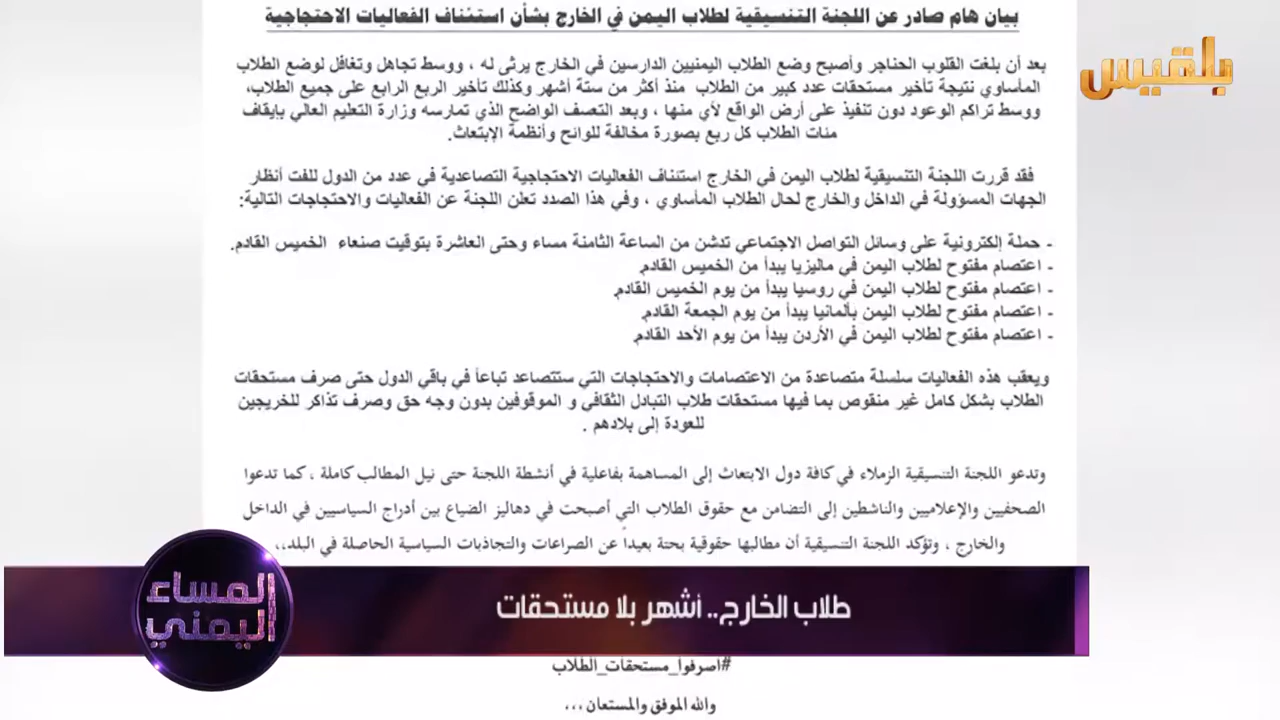 بيان هام صادر عن اللجنة التنسيقية لطلاب اليمن في الخارج بشأن استئناف الفعاليات الاحتجاجية
بلقيس
بعد أن بلغت القلوب الحناجر وأصبح وضع الطلاب اليمنيين الدارسين في الخارج يرثى له ، ووسط تجاهل وتغافل لوضع الطلاب
المأساوي نتيجة تأخير مستحقات عدد كبير من الطلاب منذ أكثر من ستة أشهر وكذلك تأخير الربع الرابع على جميع الطلاب،
ووسط تراكم الوعود دون تنفيذ على أرض الواقع لأي منها ، وبعد التعسف الواضح الذي تمارسه وزارة التعليم العالي بإيقاف
مئات الطلاب كل ربع بصورة مخالفة للوائح وأنظمة الإبتعاث.
فقد قررت اللجنة التنسيقية لطلاب اليمن في الخارج استئناف الفعاليات الاحتجاجية التصاعدية في عدد من الدول للفت أنظار
الجهات المسؤولة في الداخل والخارج لحال الطلاب المأساوي ، وفي هذا الصدد تعلن اللجنة عن الفعاليات والاحتجاجات التالية:
- حملة إلكترونية على وسائل التواصل الاجتماعي تدشن من الساعة الثامنة مساء وحتى العاشرة بتوقيت صنعاء الخميس القادم.
- اعتصام مفتوح لطلاب اليمن في ماليزيا يبدأ من الخميس القادم.
- اعتصام مفتوح لطلاب اليمن في روسيا يبدأ من يوم الخميس القادم.
- اعتصام مفتوح لطلاب اليمن بألمانيا يبدأ من يوم الجمعة القادم.
- اعتصام مفتوح لطلاب اليمن في الأردن يبدأ من يوم الأحد القادم.
ويعقب هذه الفعاليات سلسلة متصاعدة من الاعتصامات والاحتجاجات التي ستتصاعد تباعاً في باقي الدول حتى صرف مستحقات
الطلاب بشكل كامل غير منقوص بما فيها مستحقات طلاب التبادل الثقافي و الموقوفين بدون وجه حق وصرف تذاكر للخريجين
للعودة إلى بلادهم .
وتدعو اللجنة التنسيقية الزملاء في كافة دول الابتعاث إلى المساهمة بفاعلية في أنشطة اللجنة حتى نيل المطالب كاملة ، كما تدعوا
الصحفيين والإعلاميين والناشطين إلى التضامن مع حقوق الطلاب التي أصبحت في دهاليز الضياع بين أدراج السياسيين في الداخل
والخارج ، وتؤكد اللجنة التنسيقية أن مطالبها حقوقية بحتة بعيداً عن الصراعات والتجاذبات السياسية الحاصلة في البلد،،
المساء
اليمني
طلاب الخارج.. أشهر بلا مستحقات
#اصرفوا_مستحقات_الطلاب
والله الموفق والمستعان ،،،